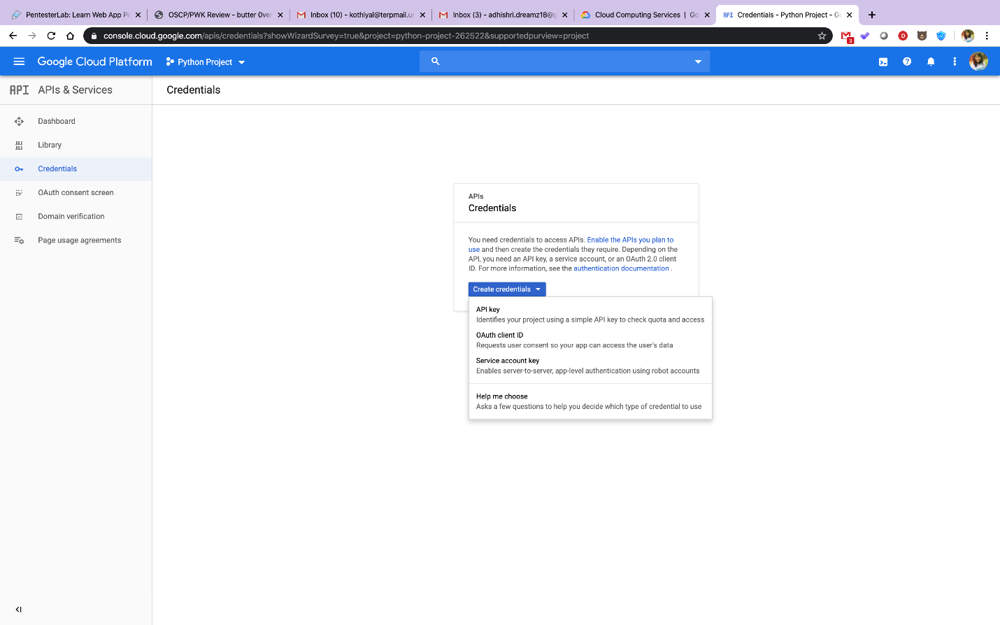 PentesterLab: Learn Web App Pe
OSCP/PWK Review - butter 0ver
Inbox (10) - kothiyal@terpmail.um
Inbox (3) - adhishri.dreamz18@g
Cloud Computing Services | Go
API Credentials - Python Project - Go
console.cloud.google.com/apis/credentials?showWizardSurvey=true&project=python-project-262522&supportedpurview=project
3
D
Google Cloud Platform
Python Project
API APIs & Services
Credentials
Dashboard
Library
Credentials
OAuth consent screen
Domain verification
Page usage agreements
APIs
Credentials
You need credentials to access APIs. Enable the APIs you plan to
use and then create the credentials they require. Depending on the
API, you need an API key, a service account, or an OAuth 2.0 client
ID. For more information, see the authentication documentation .
Create credentials
API key
Identifies your project using a simple API key to check quota and access
OAuth client ID
Requests user consent so your app can access the user's data
Service account key
Enables server-to-server, app-level authentication using robot accounts
Help me choose
Asks a few questions to help you decide which type of credential to use